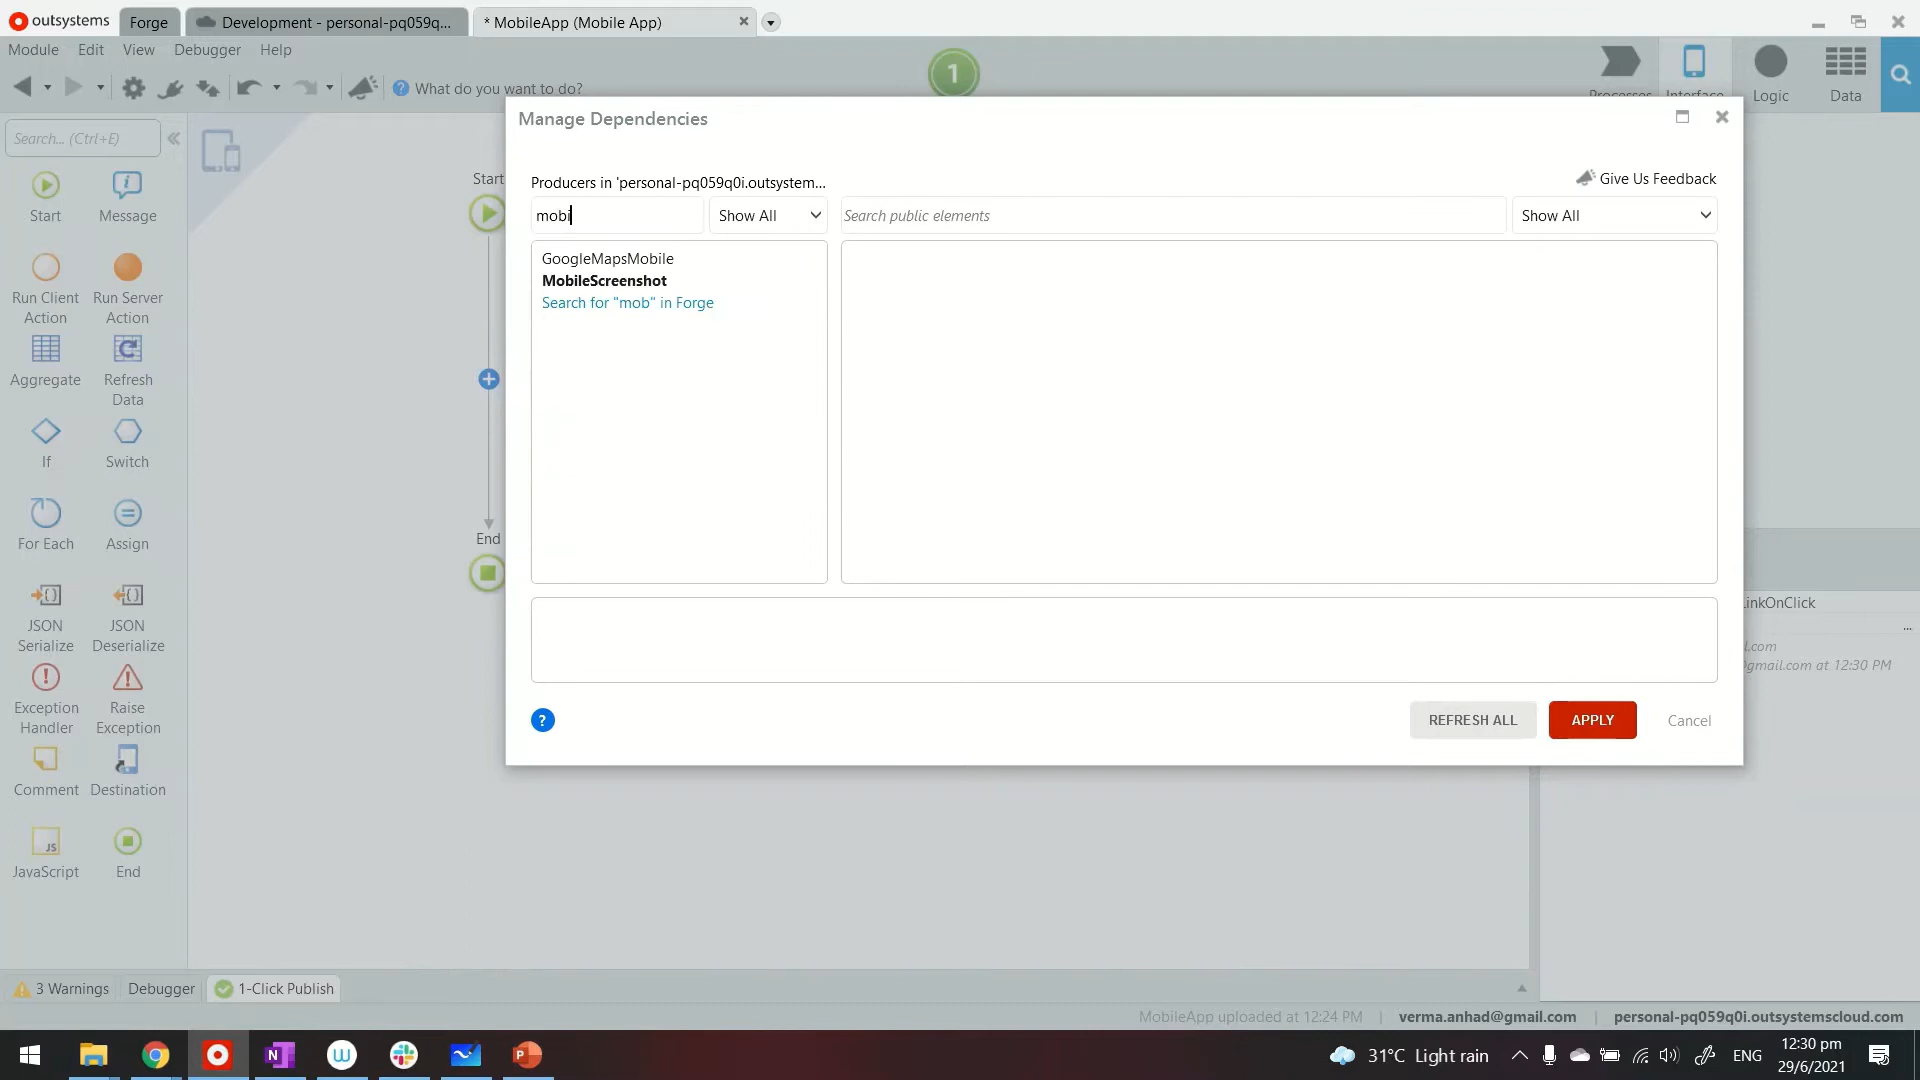 outsystems
Forge
Development - personal-pq059q...
* MobileApp (Mobile App)
Module
Edit
View
Debugger
Help
1
What do you want to do?
Processes
Interface
Logic
Data
Search... (Ctrl+E)
Start
Message
Run Client
Action
Run Server
Action
Aggregate
Refresh
Data
If
Switch
For Each
Assign
JSON
Serialize
JSON
Deserialize
Exception
Handler
Raise
Exception
Comment
Destination
JS
JavaScript
End
Start
End
Manage Dependencies
Producers in 'personal-pq059q0i.outsystem...
Give Us Feedback
mobi
Show All
Search public elements
Show All
GoogleMapsMobile
MobileScreenshot
Search for "mob" in Forge
?
REFRESH ALL
APPLY
Cancel
LinkOnClick
...
l.com
@gmail.com at 12:30 PM
3 Warnings
Debugger
1-Click Publish
MobileApp uploaded at 12:24 PM | verma.anhad@gmail.com | personal-pq059q0i.outsystemscloud.com
31°C Light rain
ENG
12:30 pm
29/6/2021